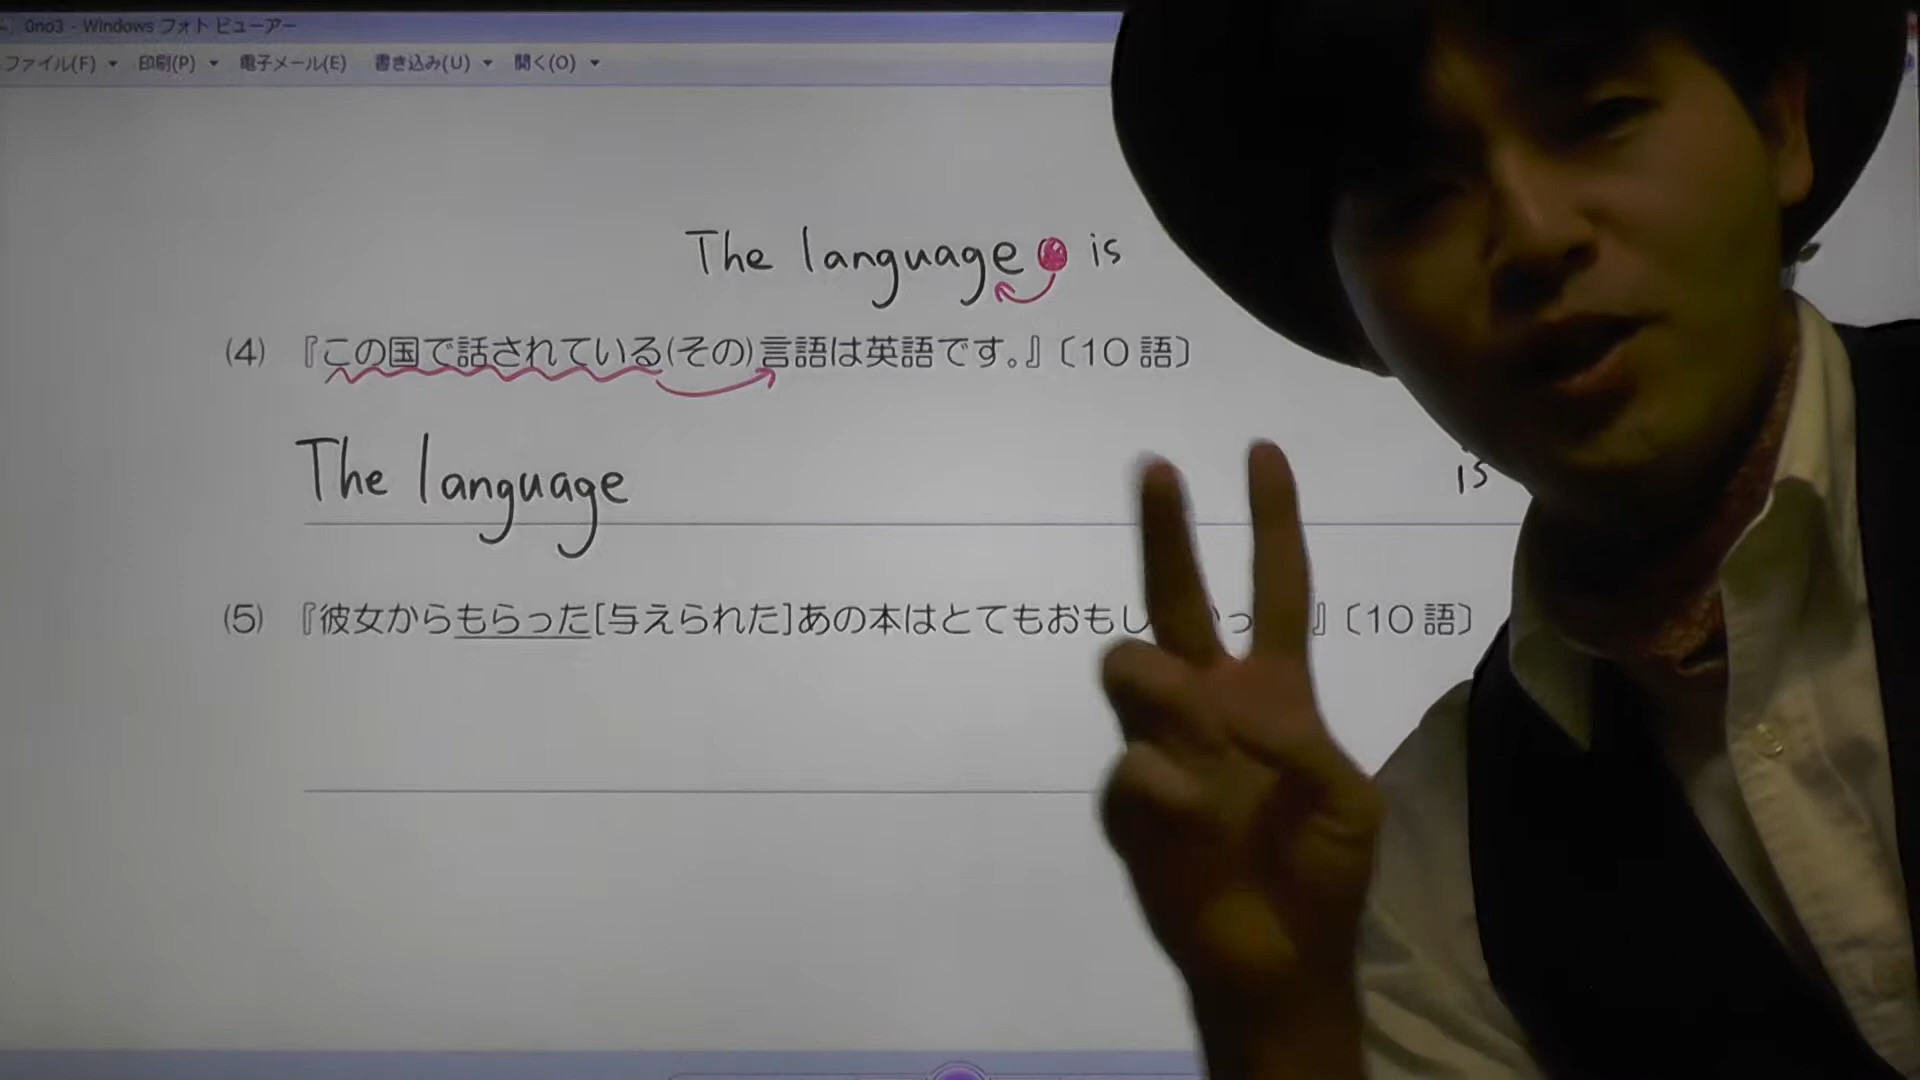 0no3 - Windows フォト ビューアー
ファイル(F) 印刷(P) 電子メール(E) 書き込み(U) 開く(O)
The language is
(4) 『この国で話されている(その)言語は英語です。』〔10 語〕
The language is
(5) 『彼女からもらった[与えられた]あの本はとてもおもし っ 』〔10 語〕